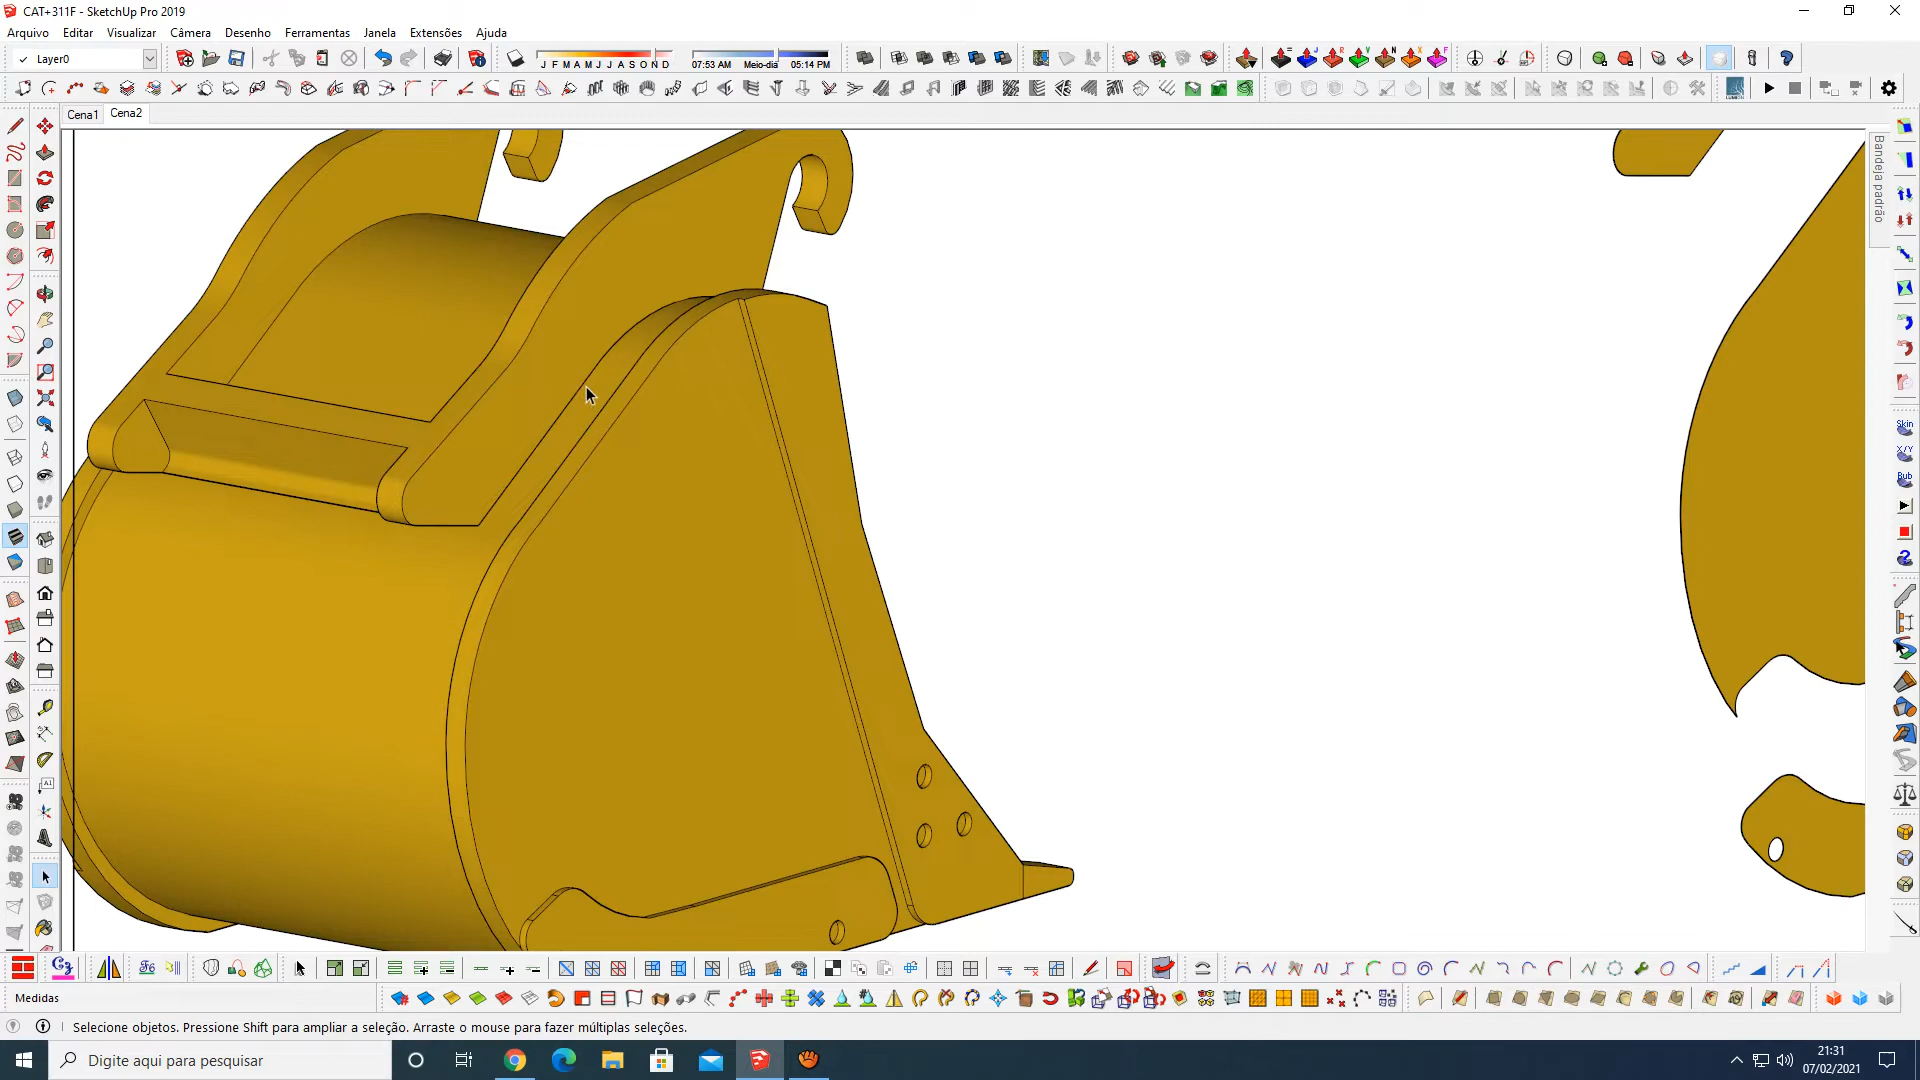 CAT+311F - SketchUp Pro 2019
Arquivo Editar Visualizar Câmera Desenho Ferramentas Janela Extensões Ajuda
Layer0
J F M A M J J A S O N D
07:53 AM Meio-dia 05:14 PM
Cena1 Cena2
Bandeja padrão
Skin
X/Y
Bub
Medidas
Selecione objetos. Pressione Shift para ampliar a seleção. Arraste o mouse para fazer múltiplas seleções.
Digite aqui para pesquisar
21:31
07/02/2021